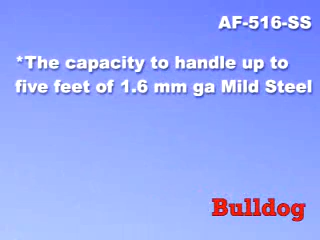 AF-516-SS
*The capacity to handle up to
five feet of 1.6 mm ga Mild Steel
Bulldog